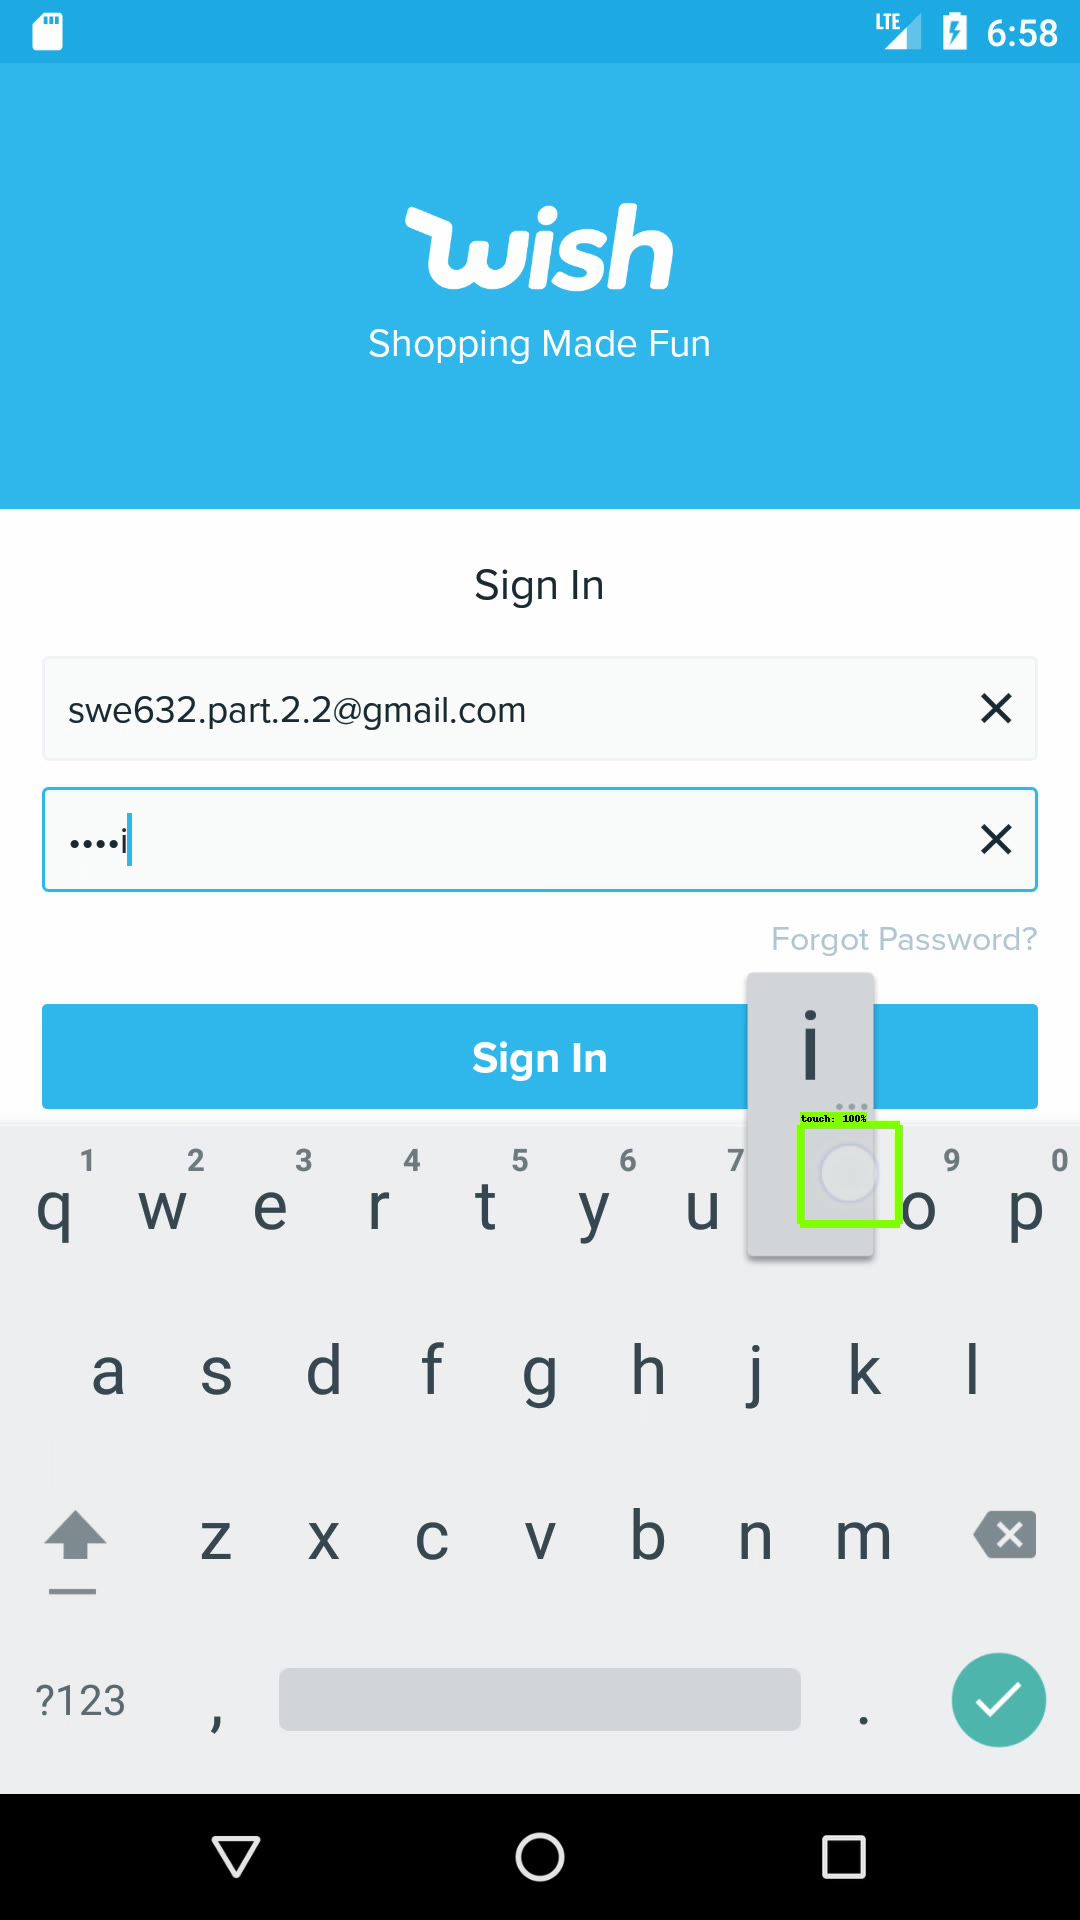 LTE 6:58
wish
Shopping Made Fun
Sign In
swe632.part.2.2@gmail.com
••••i
Forgot Password?
Sign In
i
touch: 100%
1 2 3 4 5 6 7 9 0
q w e r t y u o p
a s d f g h j k l
z x c v b n m
?123 , .